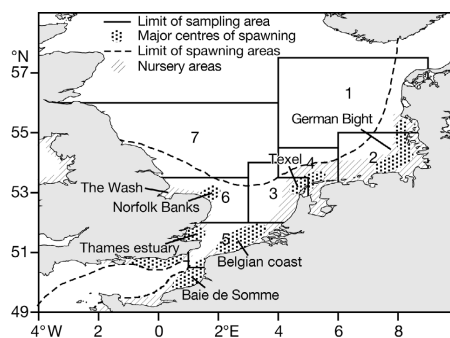 Limit of sampling area
Major centres of spawning
Limit of spawning areas
Nursery areas
°N
57
55
53
51
49
1
German Bight
7
2
Texel
4
The Wash
3
6
Norfolk Banks
Thames estuary
5
Belgian coast
Baie de Somme
4° W
2
0
2°E
4
6
8